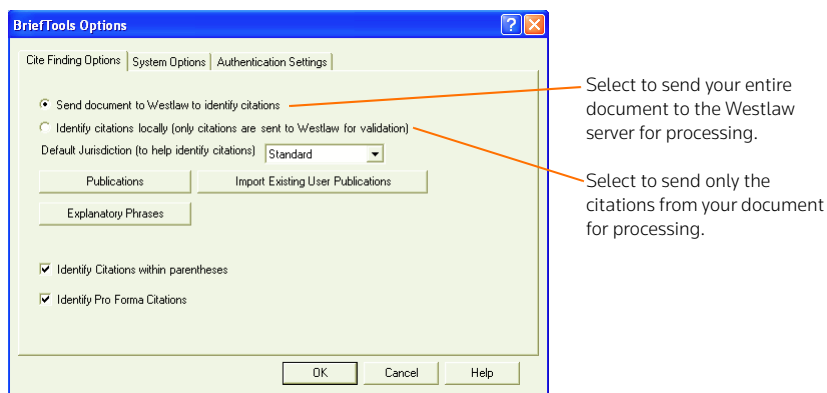 BriefTools Options
Cite Finding Options System Options Authentication Settings
Send document to Westlaw to identify citations
Identify citations locally (only citations are sent to Westlaw for validation)
Default Jurisdiction (to help identify citations) Standard
Publications Import Existing User Publications
Explanatory Phrases
Identify Citations within parentheses
Identify Pro Forma Citations
OK Cancel Help
Select to send your entire
document to the Westlaw
server for processing.
Select to send only the
citations from your document
for processing.